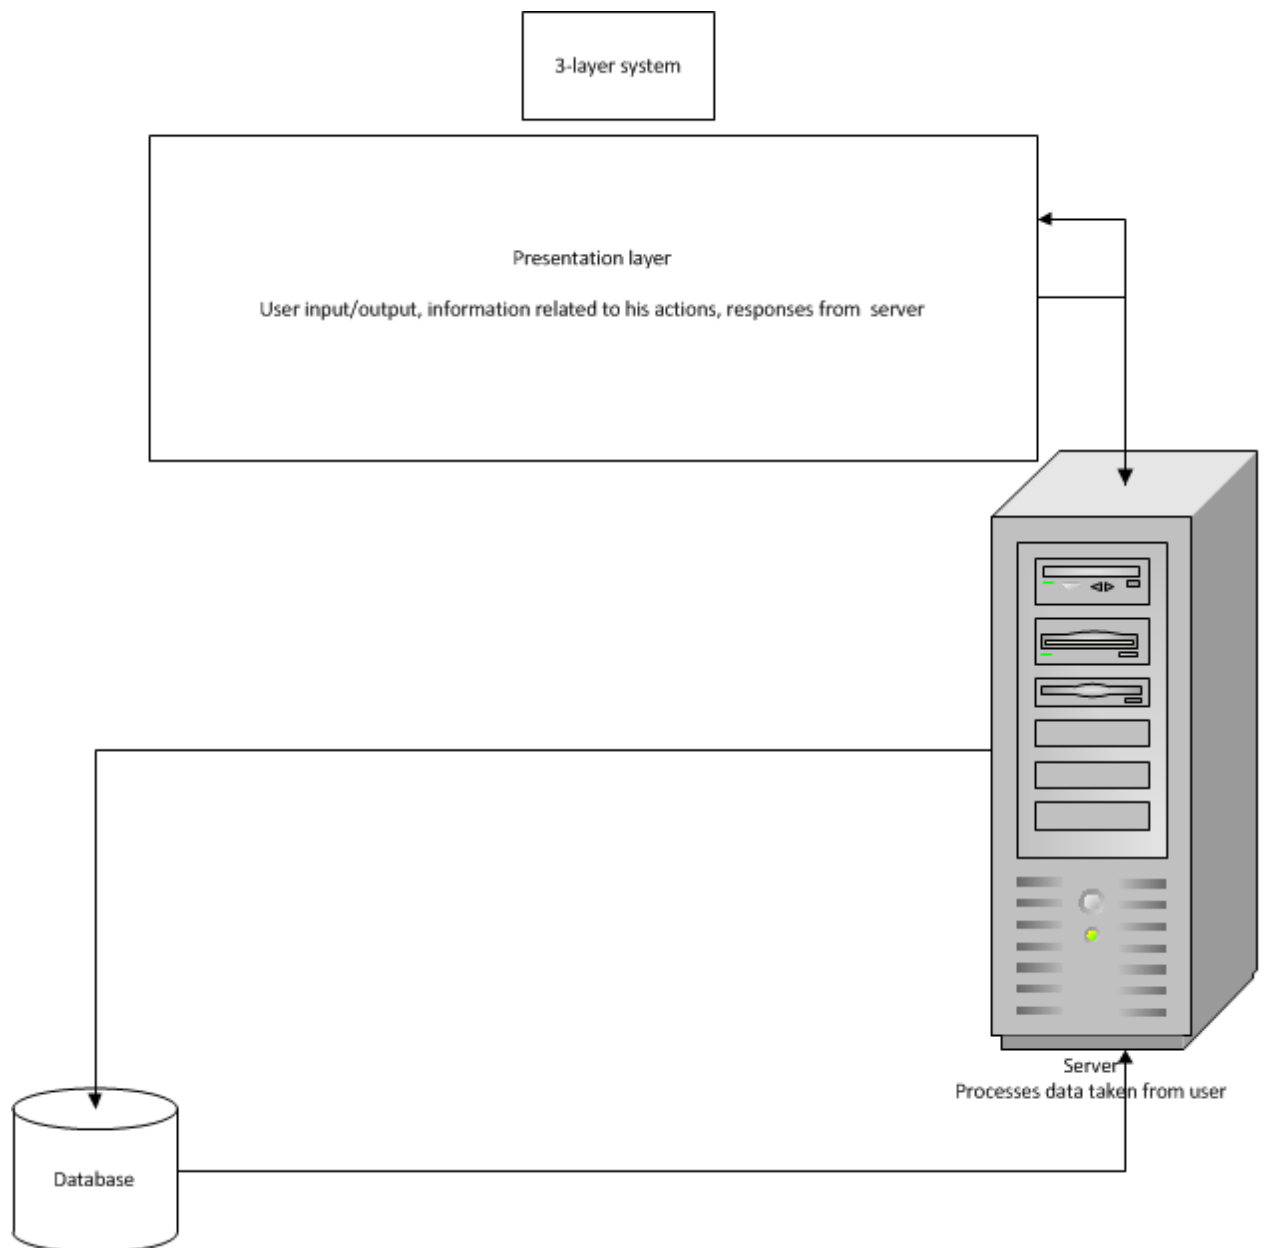 3-layer system
Presentation layer
User input/output, information related to his actions, responses from  server
Server
Processes data taken from user
Database